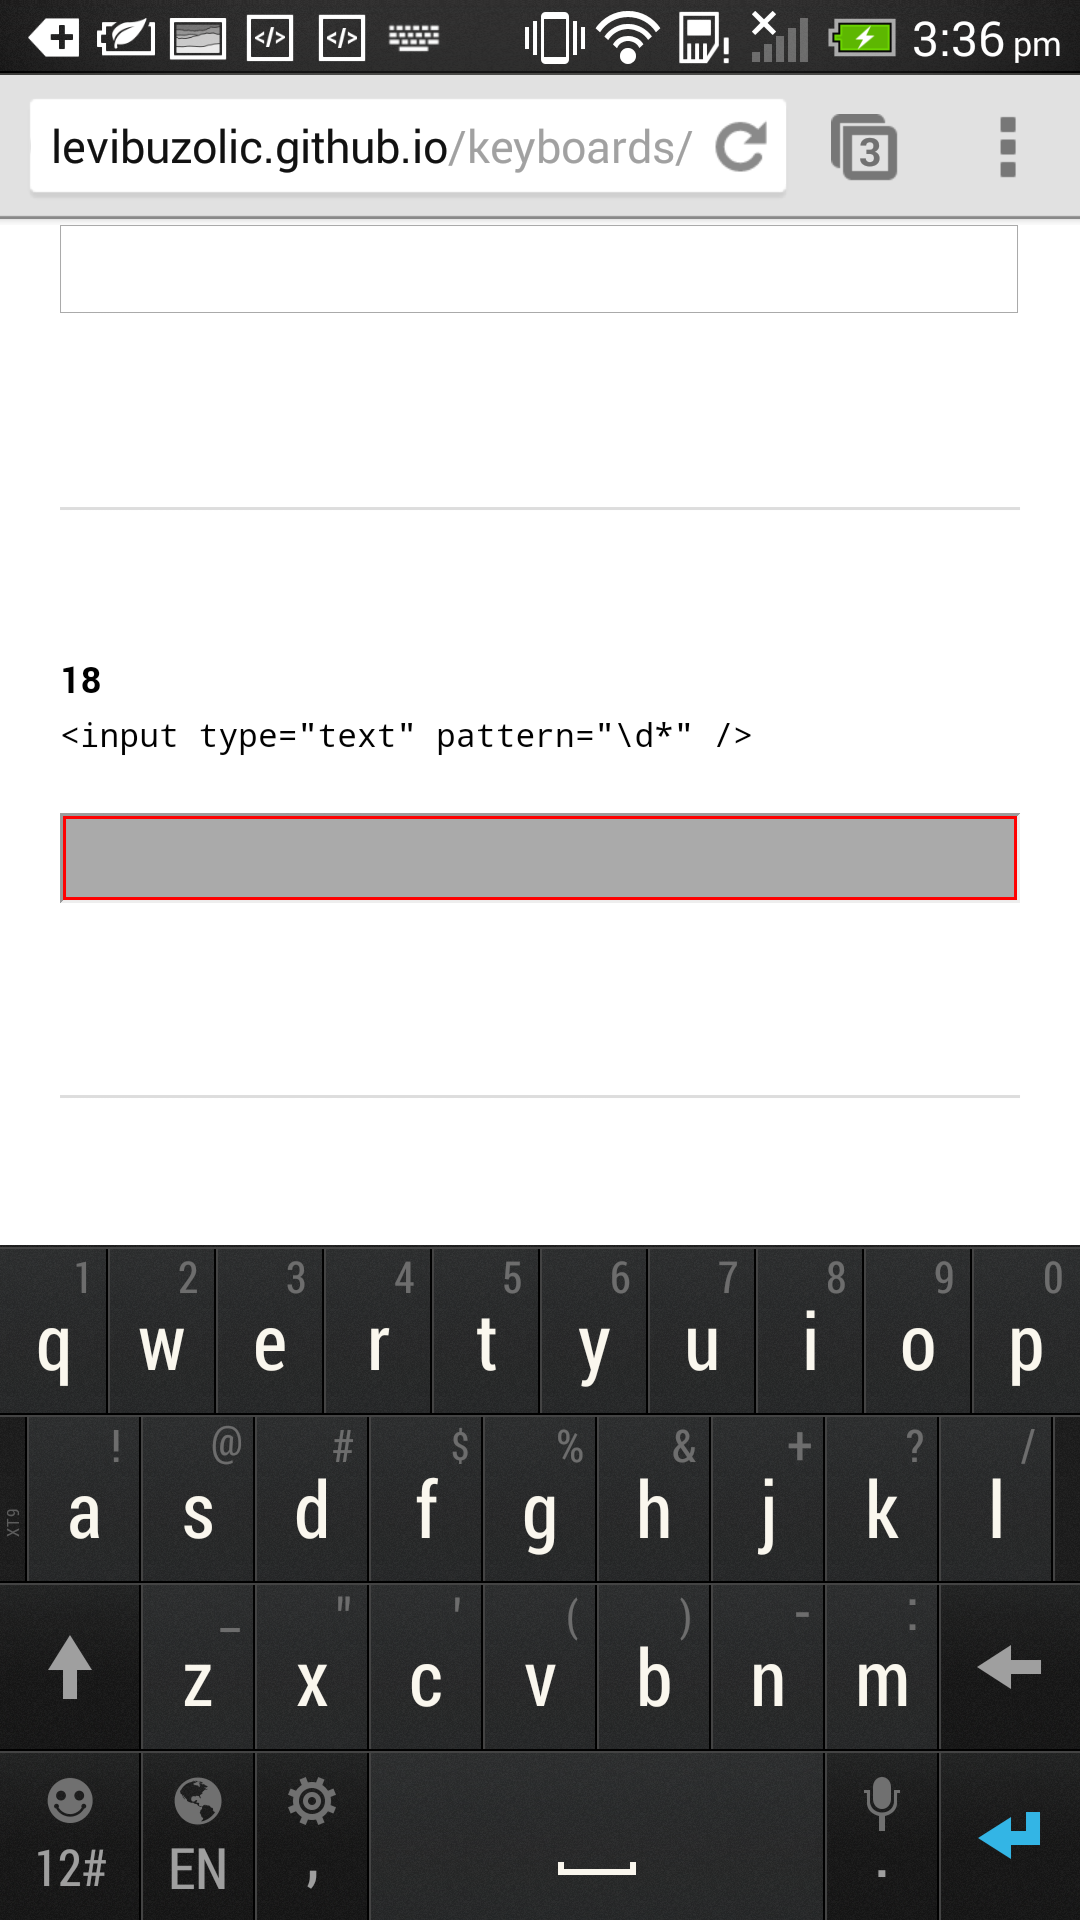 3:36 pm
levibuzolic.github.io/keyboards/
3
18
<input type="text" pattern="\d*" />
1 2 3 4 5 6 7 8 9 0
q w e r t y u i o p
! @ # $ % & + ? /
XT9 a s d f g h j k l
_ " ' ( ) - :
z x c v b n m
12# EN , .